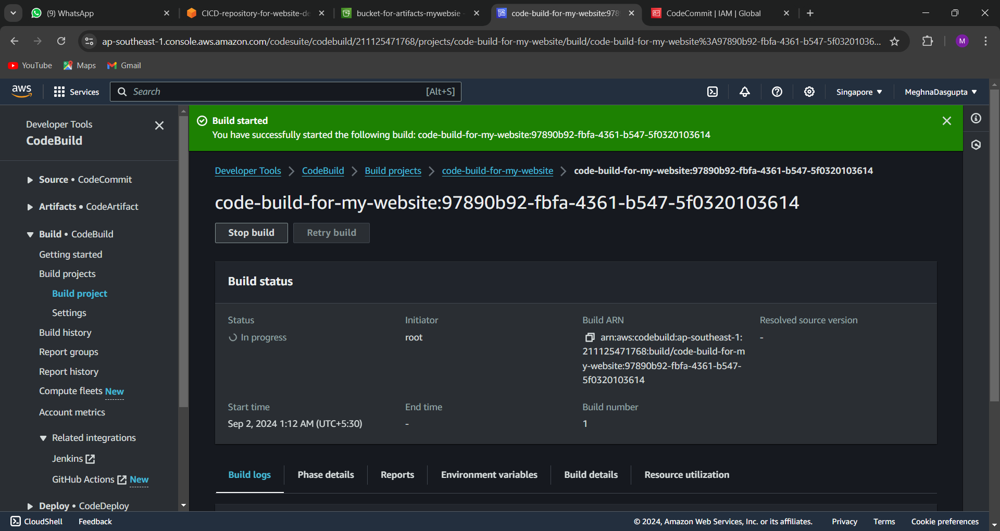 (9) WhatsApp
CICD-repository-for-website-de
bucket-for-artifacts-mywebsie -
code-build-for-my-website:978
CodeCommit | IAM | Global
ap-southeast-1.console.aws.amazon.com/codesuite/codebuild/211125471768/projects/code-build-for-my-website/build/code-build-for-my-website%3A97890b92-fbfa-4361-b547-5f03201036...
M
YouTube
Maps
Gmail
aws
Services
Search
[Alt+S]
Singapore
MeghnaDasgupta
Developer Tools
CodeBuild
Source • CodeCommit
Artifacts • CodeArtifact
Build • CodeBuild
Getting started
Build projects
Build project
Settings
Build history
Report groups
Report history
Compute fleets New
Account metrics
Related integrations
Jenkins
GitHub Actions New
Deploy • CodeDeploy
Build started
You have successfully started the following build: code-build-for-my-website:97890b92-fbfa-4361-b547-5f0320103614
Developer Tools > CodeBuild > Build projects > code-build-for-my-website > code-build-for-my-website:97890b92-fbfa-4361-b547-5f0320103614
code-build-for-my-website:97890b92-fbfa-4361-b547-5f0320103614
Stop build
Retry build
Build status
Status
In progress
Initiator
root
Build ARN
arn:aws:codebuild:ap-southeast-1:
211125471768:build/code-build-for-m
y-website:97890b92-fbfa-4361-b547-
5f0320103614
Resolved source version
-
Start time
Sep 2, 2024 1:12 AM (UTC+5:30)
End time
-
Build number
1
Build logs
Phase details
Reports
Environment variables
Build details
Resource utilization
CloudShell
Feedback
© 2024, Amazon Web Services, Inc. or its affiliates.
Privacy
Terms
Cookie preferences